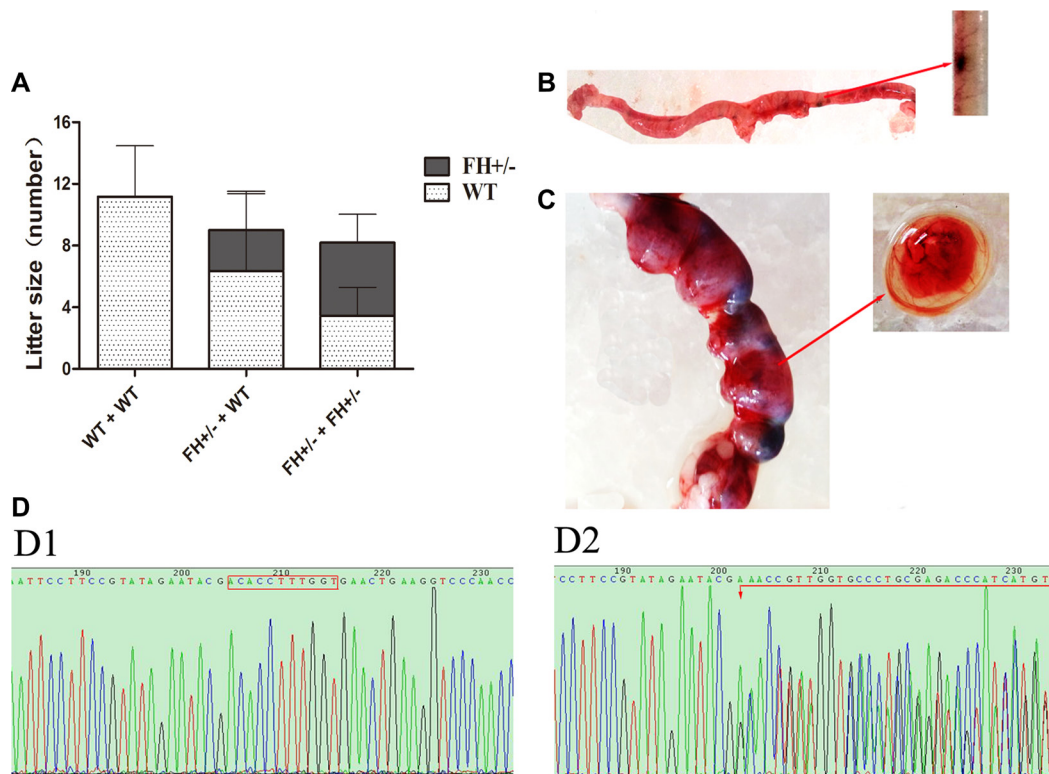 A
Litter size (number)
16
12
8
4
0
FH+/-
WT
WT + WT
FH+/- + WT
FH+/- + FH+/-
B
C
D
D1
190 200 210 220 230
ATTCCTTCCGTATAGAATACGACACCTTTGGTGAACTGAAGGTCCCAACC
D2
190 200 210 220 230
CCTTCCGTATAGAATACGAAACCGTTGGTGCCCTGCGAGACCCATCATGT